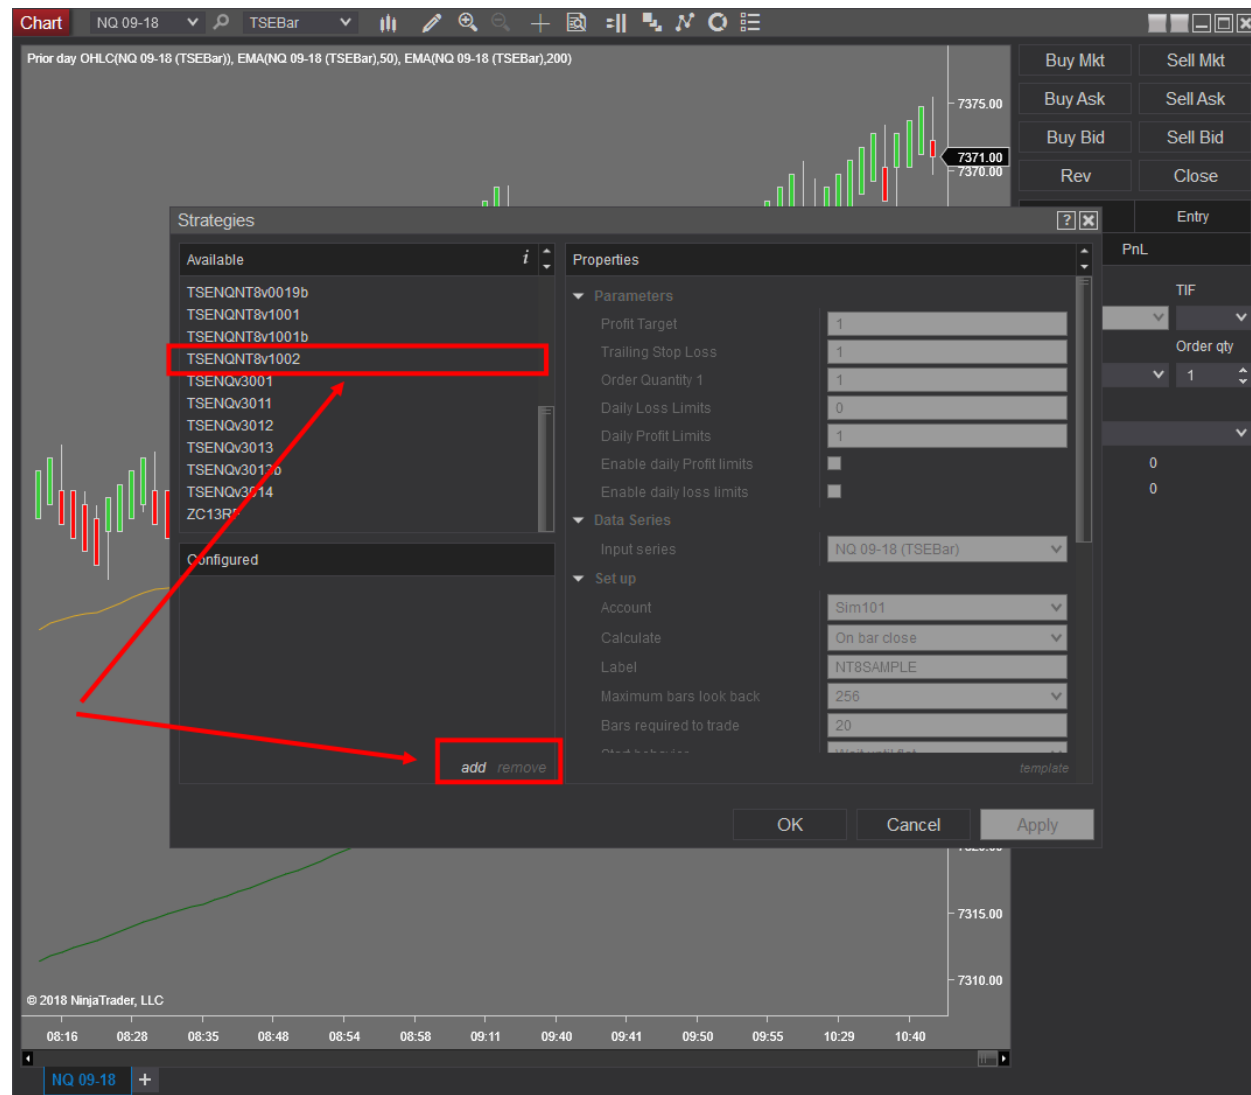 Chart NQ 09-18 TSEBar
Prior day OHLC(NQ 09-18 (TSEBar)), EMA(NQ 09-18 (TSEBar),50), EMA(NQ 09-18 (TSEBar),200)
Buy Mkt Sell Mkt
7375.00
Buy Ask Sell Ask
Buy Bid Sell Bid
7371.00
7370.00
Rev Close
Strategies ?
Entry
Available i
Properties
PnL
TSENQNT8v0019b
TSENQNT8v1001
TSENQNT8v1001b
TSENQNT8v1002
TSENQv3001
TSENQv3011
TSENQv3012
TSENQv3013
TSENQv3013b
TSENQv3014
Parameters
Profit Target 1
Trailing Stop Loss 1
Order Quantity 1 1
Daily Loss Limits 0
Daily Profit Limits 1
Enable daily Profit limits
Enable daily loss limits
Data Series
Input series NQ 09-18 (TSEBar)
Set up
Account Sim101
Calculate On bar close
Label NT8SAMPLE
Maximum bars look back 256
Bars required to trade 20
Start behavior Wait until flat
TIF
Order qty
1
0
0
Configured
add remove
template
OK Cancel Apply
7315.00
7310.00
© 2018 NinjaTrader, LLC
08:16 08:28 08:35 08:48 08:54 08:58 09:11 09:40 09:41 09:50 09:55 10:29 10:40
NQ 09-18 +